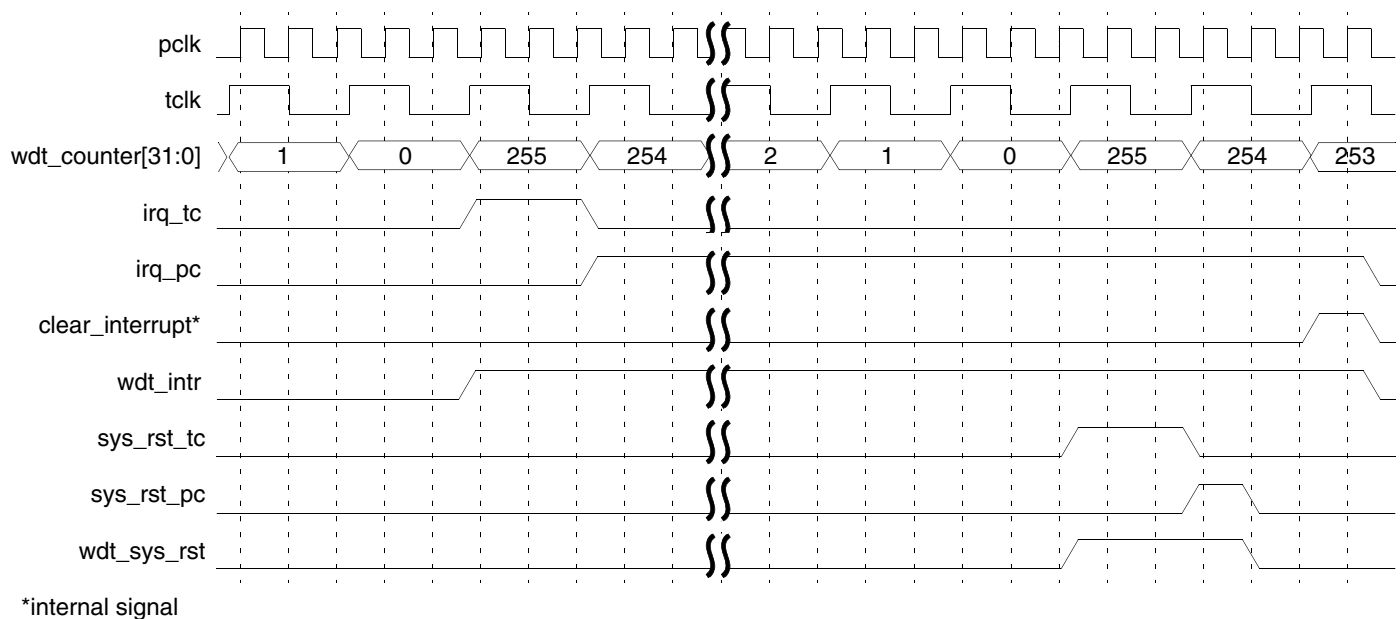 pclk
tclk
wdt_counter[31:0] 1 0 255 254 2 1 0 255 254 253
irq_tc
irq_pc
clear_interrupt*
wdt_intr
sys_rst_tc
sys_rst_pc
wdt_sys_rst
*internal signal